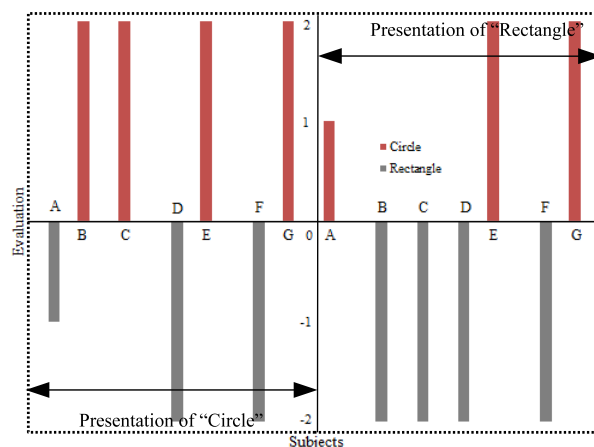 2
Presentation of “Rectangle”
1
Circle
Rectangle
Evaluation
A D F B C D F
B C E G 0 A E G
-1
-2
Presentation of “Circle”
Subjects